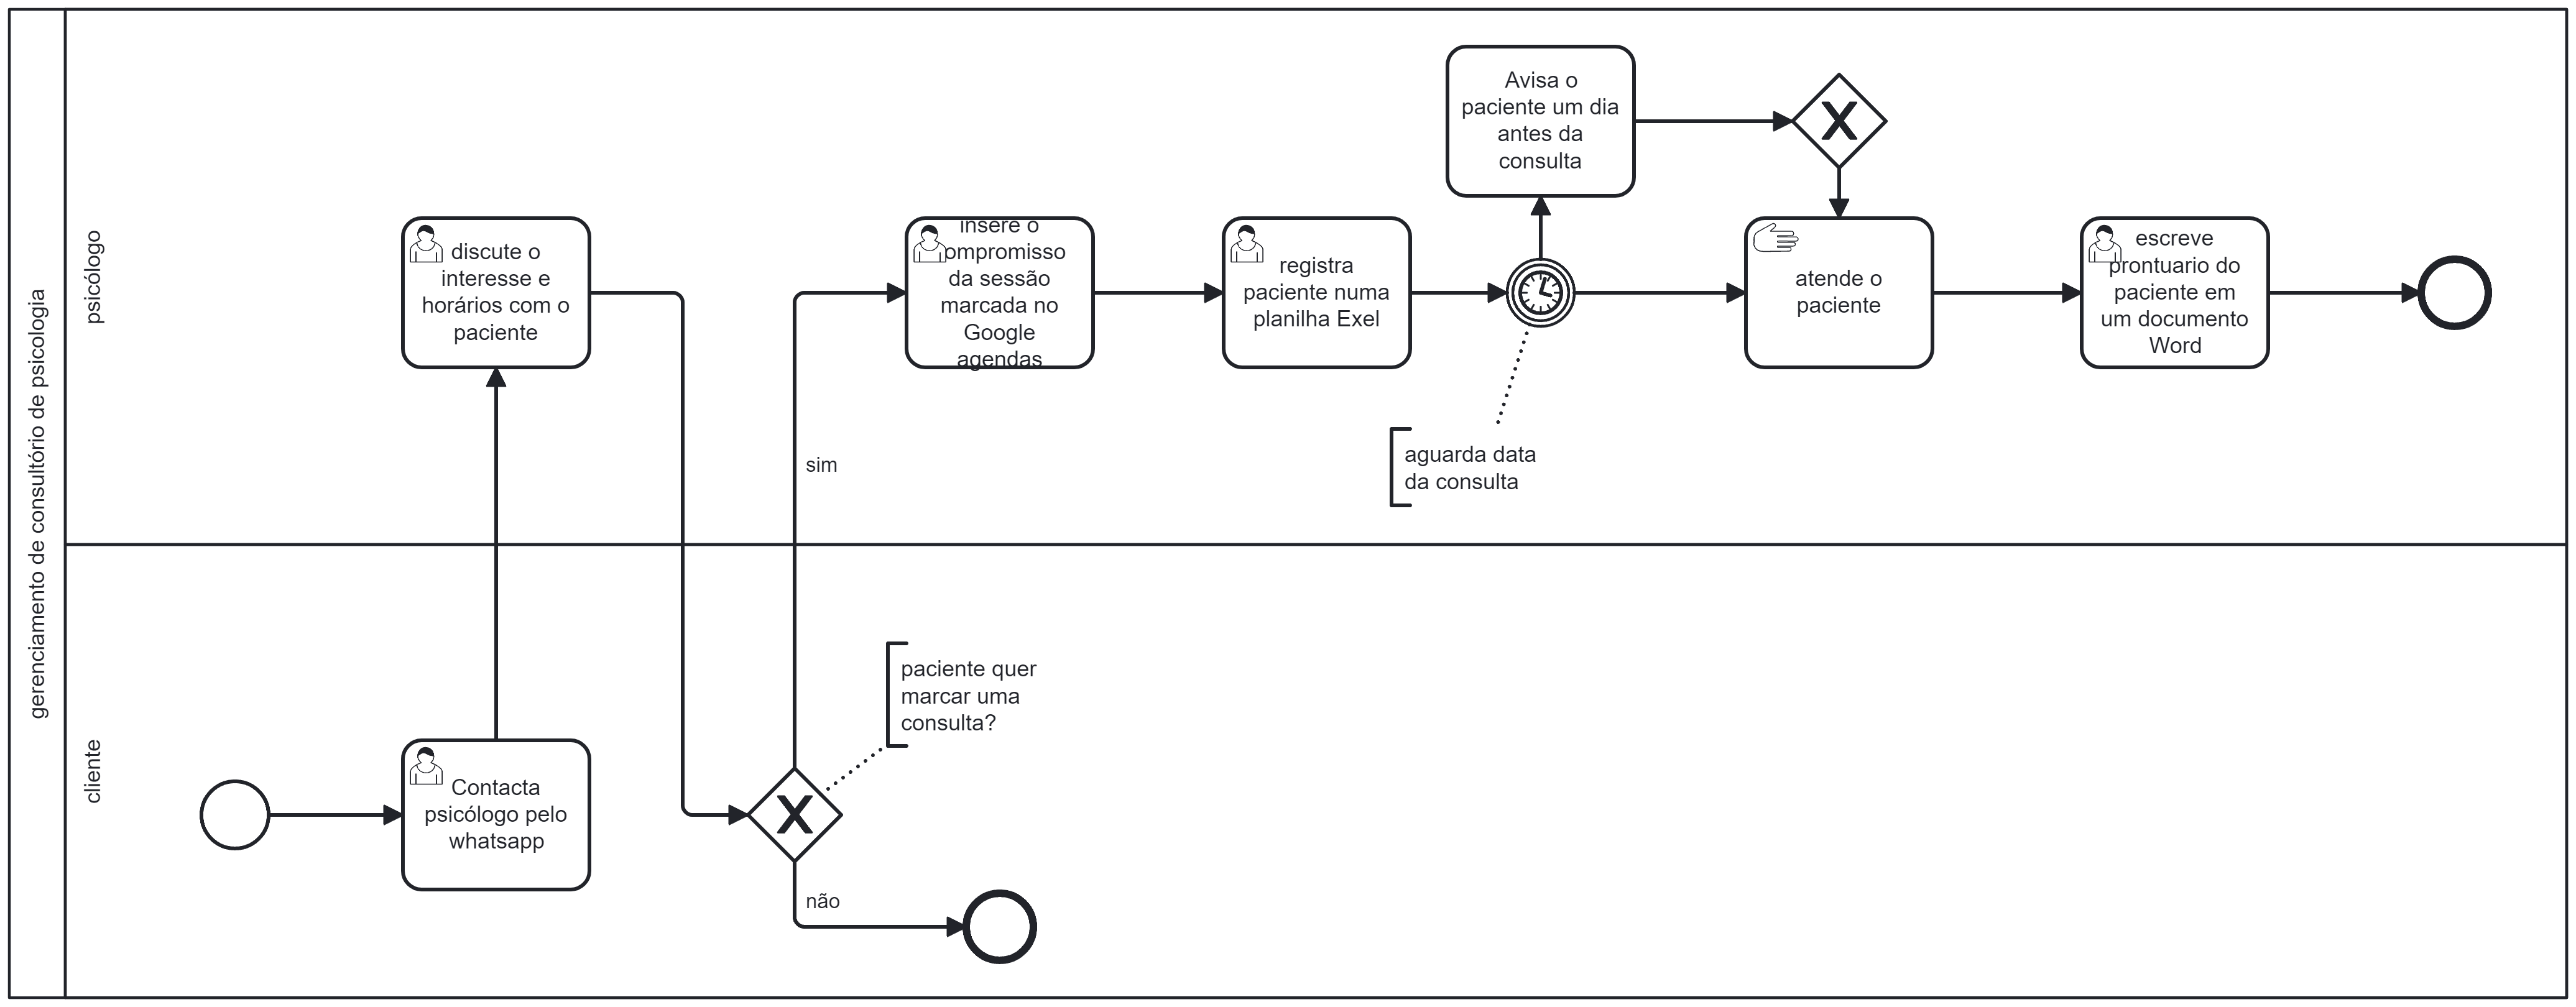 gerenciamento de consultório de psicologia
psicólogo
discute o
interesse e
horários com o
paciente
insere o
ompromisso
da sessão
marcada no
Google
agendas
registra
paciente numa
planilha Exel
Avisa o
paciente um dia
antes da
consulta
atende o
paciente
escreve
prontuario do
paciente em
um documento
Word
aguarda data
da consulta
sim
cliente
Contacta
psicólogo pelo
whatsapp
paciente quer
marcar uma
consulta?
não